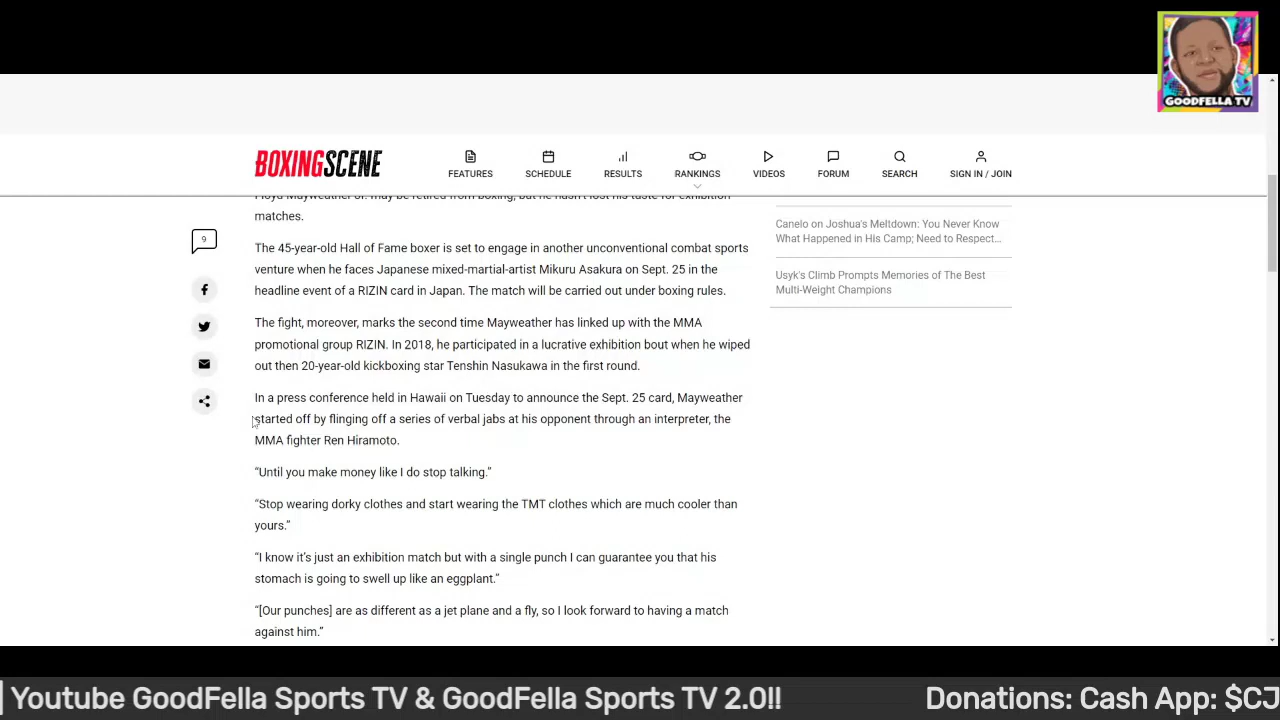 GOODFELLA TV
BOXINGSCENE
FEATURES
SCHEDULE
RESULTS
RANKINGS
VIDEOS
FORUM
SEARCH
SIGN IN / JOIN
matches.
9
The 45-year-old Hall of Fame boxer is set to engage in another unconventional combat sports
venture when he faces Japanese mixed-martial-artist Mikuru Asakura on Sept. 25 in the
headline event of a RIZIN card in Japan. The match will be carried out under boxing rules.
The fight, moreover, marks the second time Mayweather has linked up with the MMA
promotional group RIZIN. In 2018, he participated in a lucrative exhibition bout when he wiped
out then 20-year-old kickboxing star Tenshin Nasukawa in the first round.
In a press conference held in Hawaii on Tuesday to announce the Sept. 25 card, Mayweather
started off by flinging off a series of verbal jabs at his opponent through an interpreter, the
MMA fighter Ren Hiramoto.
“Until you make money like I do stop talking.”
“Stop wearing dorky clothes and start wearing the TMT clothes which are much cooler than
yours.”
“I know it’s just an exhibition match but with a single punch I can guarantee you that his
stomach is going to swell up like an eggplant.”
“[Our punches] are as different as a jet plane and a fly, so I look forward to having a match
against him.”
Canelo on Joshua's Meltdown: You Never Know
What Happened in His Camp; Need to Respect...
Usyk's Climb Prompts Memories of The Best
Multi-Weight Champions
| Youtube GoodFella Sports TV & GoodFella Sports TV 2.0!!
Donations: Cash App: $CJ